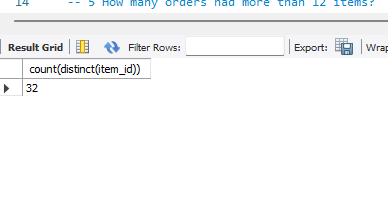 14 -- 5 How many orders had more than 12 items?
Result Grid Filter Rows: Export: Wrap
count(distinct(item_id))
32